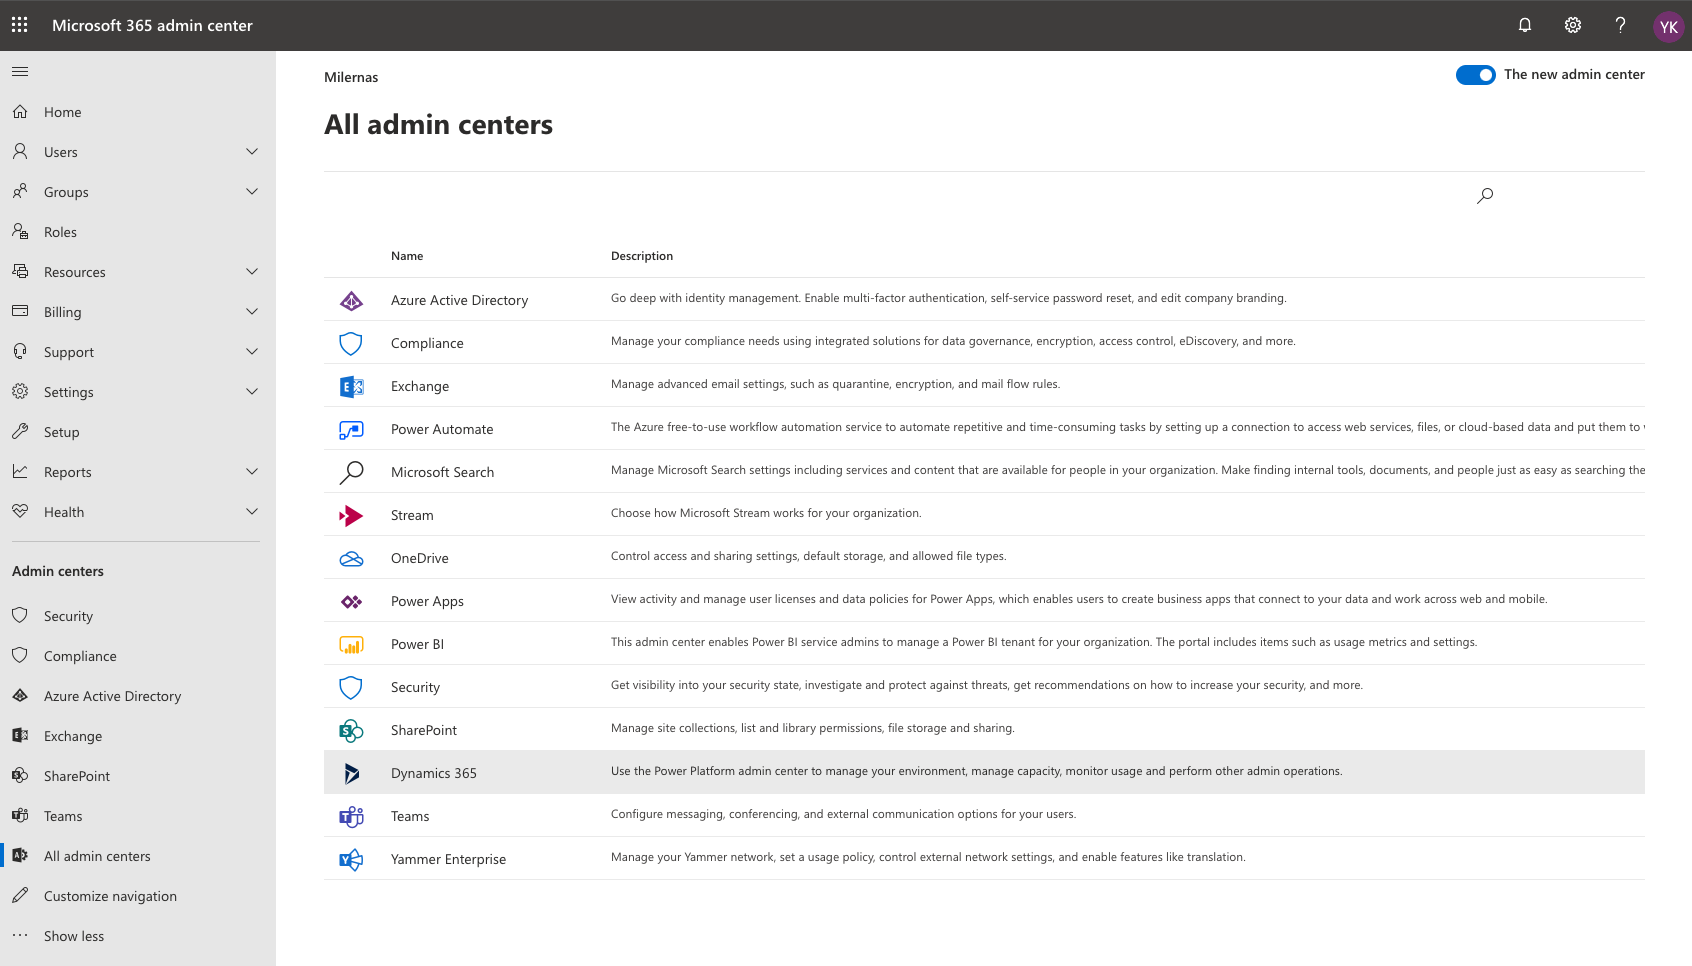 Microsoft 365 admin center
YK
Milernas
The new admin center
All admin centers
Home
Users
Groups
Roles
Resources
Billing
Support
Settings
Setup
Reports
Health
Admin centers
Security
Compliance
Azure Active Directory
Exchange
SharePoint
Teams
All admin centers
Customize navigation
Show less
Name Description
Azure Active Directory Go deep with identity management. Enable multi-factor authentication, self-service password reset, and edit company branding.
Compliance Manage your compliance needs using integrated solutions for data governance, encryption, access control, eDiscovery, and more.
Exchange Manage advanced email settings, such as quarantine, encryption, and mail flow rules.
Power Automate The Azure free-to-use workflow automation service to automate repetitive and time-consuming tasks by setting up a connection to access web services, files, or cloud-based data and put them to
Microsoft Search Manage Microsoft Search settings including services and content that are available for people in your organization. Make finding internal tools, documents, and people just as easy as searching the
Stream Choose how Microsoft Stream works for your organization.
OneDrive Control access and sharing settings, default storage, and allowed file types.
Power Apps View activity and manage user licenses and data policies for Power Apps, which enables users to create business apps that connect to your data and work across web and mobile.
Power BI This admin center enables Power BI service admins to manage a Power BI tenant for your organization. The portal includes items such as usage metrics and settings.
Security Get visibility into your security state, investigate and protect against threats, get recommendations on how to increase your security, and more.
SharePoint Manage site collections, list and library permissions, file storage and sharing.
Dynamics 365 Use the Power Platform admin center to manage your environment, manage capacity, monitor usage and perform other admin operations.
Teams Configure messaging, conferencing, and external communication options for your users.
Yammer Enterprise Manage your Yammer network, set a usage policy, control external network settings, and enable features like translation.